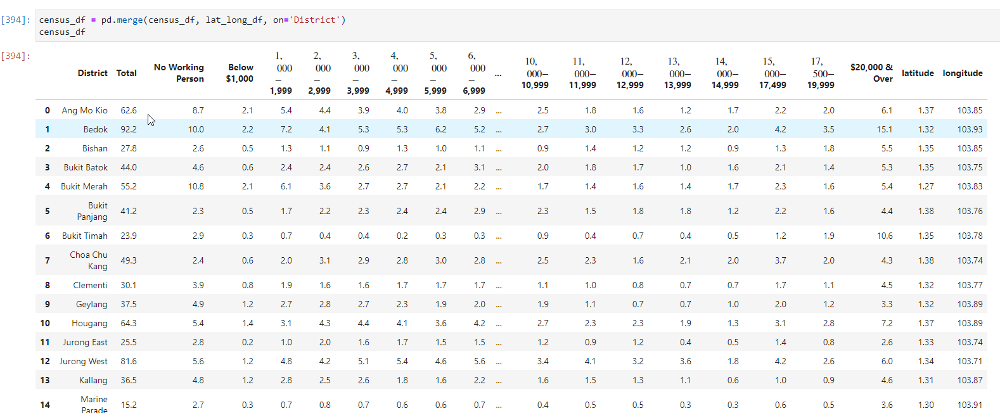 [394]: census_df = pd.merge(census_df, lat_long_df, on='District')
census_df
[394]:
District Total No Working Person Below $1,000 1,000–1,999 2,000–2,999 3,000–3,999 4,000–4,999 5,000–5,999 6,000–6,999 ... 10,000–10,999 11,000–11,999 12,000–12,999 13,000–13,999 14,000–14,999 15,000–17,499 17,500–19,999 $20,000 & Over latitude longitude
0 Ang Mo Kio 62.6 8.7 2.1 5.4 4.4 3.9 4.0 3.8 2.9 ... 2.5 1.8 1.6 1.2 1.7 2.2 2.0 6.1 1.37 103.85
1 Bedok 92.2 10.0 2.2 7.2 4.1 5.3 5.3 6.2 5.2 ... 2.7 3.0 3.3 2.6 2.0 4.2 3.5 15.1 1.32 103.93
2 Bishan 27.8 2.6 0.5 1.3 1.1 0.9 1.3 1.0 1.1 ... 0.9 1.4 1.2 1.2 0.9 1.3 1.8 5.5 1.35 103.85
3 Bukit Batok 44.0 4.6 0.6 2.4 2.4 2.6 2.7 2.1 3.1 ... 2.0 1.8 1.7 1.0 1.6 2.1 1.4 5.3 1.35 103.75
4 Bukit Merah 55.2 10.8 2.1 6.1 3.6 2.7 2.7 2.1 2.2 ... 1.7 1.4 1.6 1.4 1.7 2.3 1.6 5.4 1.27 103.83
5 Bukit Panjang 41.2 2.3 0.5 1.7 2.2 2.3 2.4 2.4 2.9 ... 2.3 1.5 1.8 1.8 1.2 2.2 1.6 4.4 1.38 103.76
6 Bukit Timah 23.9 2.9 0.3 0.7 0.4 0.4 0.2 0.3 0.3 ... 0.9 0.4 0.7 0.4 0.5 1.2 1.9 10.6 1.35 103.78
7 Choa Chu Kang 49.3 2.4 0.6 2.0 3.1 2.9 2.8 3.0 2.8 ... 2.5 2.3 1.6 2.1 2.0 3.7 2.0 4.3 1.38 103.74
8 Clementi 30.1 3.9 0.8 1.9 1.6 1.6 1.7 1.7 1.7 ... 1.1 1.0 0.8 0.7 0.7 1.7 1.1 4.5 1.32 103.77
9 Geylang 37.5 4.9 1.2 2.7 2.8 2.7 2.3 1.9 2.0 ... 1.9 1.1 0.7 0.7 1.0 2.0 1.2 3.3 1.32 103.89
10 Hougang 64.3 5.4 1.4 3.1 4.3 4.4 4.1 3.6 4.2 ... 2.7 2.3 2.3 1.9 1.3 3.1 2.8 7.2 1.37 103.89
11 Jurong East 25.5 2.8 0.2 1.0 2.0 1.6 1.7 1.5 1.5 ... 1.2 0.9 1.2 0.4 0.5 1.4 0.8 2.6 1.33 103.74
12 Jurong West 81.6 5.6 1.2 4.8 4.2 5.1 5.4 4.6 5.6 ... 3.4 4.1 3.2 3.6 1.8 4.2 2.6 6.0 1.34 103.71
13 Kallang 36.5 4.8 1.2 2.8 2.5 2.6 1.8 1.6 2.2 ... 1.6 1.5 1.3 1.1 0.6 1.0 0.9 4.6 1.31 103.87
14 Marine Parade 15.2 2.7 0.3 0.7 0.8 0.7 0.6 0.6 0.7 ... 0.4 0.5 0.5 0.3 0.3 0.6 0.5 3.6 1.30 103.91